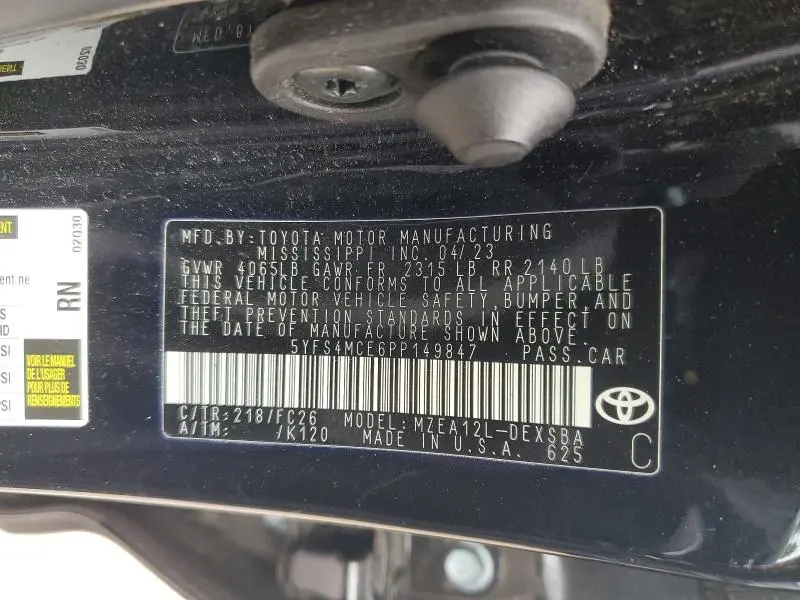 02030
MFD. BY: TOYOTA MOTOR MANUFACTURING
MISSISSIPPI INC. 04/23
GVWR 4065LB GAWR FR 2315 LB RR 2140 LB
THIS VEHICLE CONFORMS TO ALL APPLICABLE
FEDERAL MOTOR VEHICLE SAFETY, BUMPER, AND
THEFT PREVENTION STANDARDS IN EFFECT ON
THE DATE OF MANUFACTURE SHOWN ABOVE.
5YFS4MCE6PP149847 PASS. CAR
C/TR: 218/FC26 MODEL: MZEA12L-DEXSBA
A/TM: /K120 MADE IN U.S.A. 625
C
02030
RN
VOIR LE MANUEL
DE L'USAGER
POUR PLUS DE
RENSEIGNEMENTS